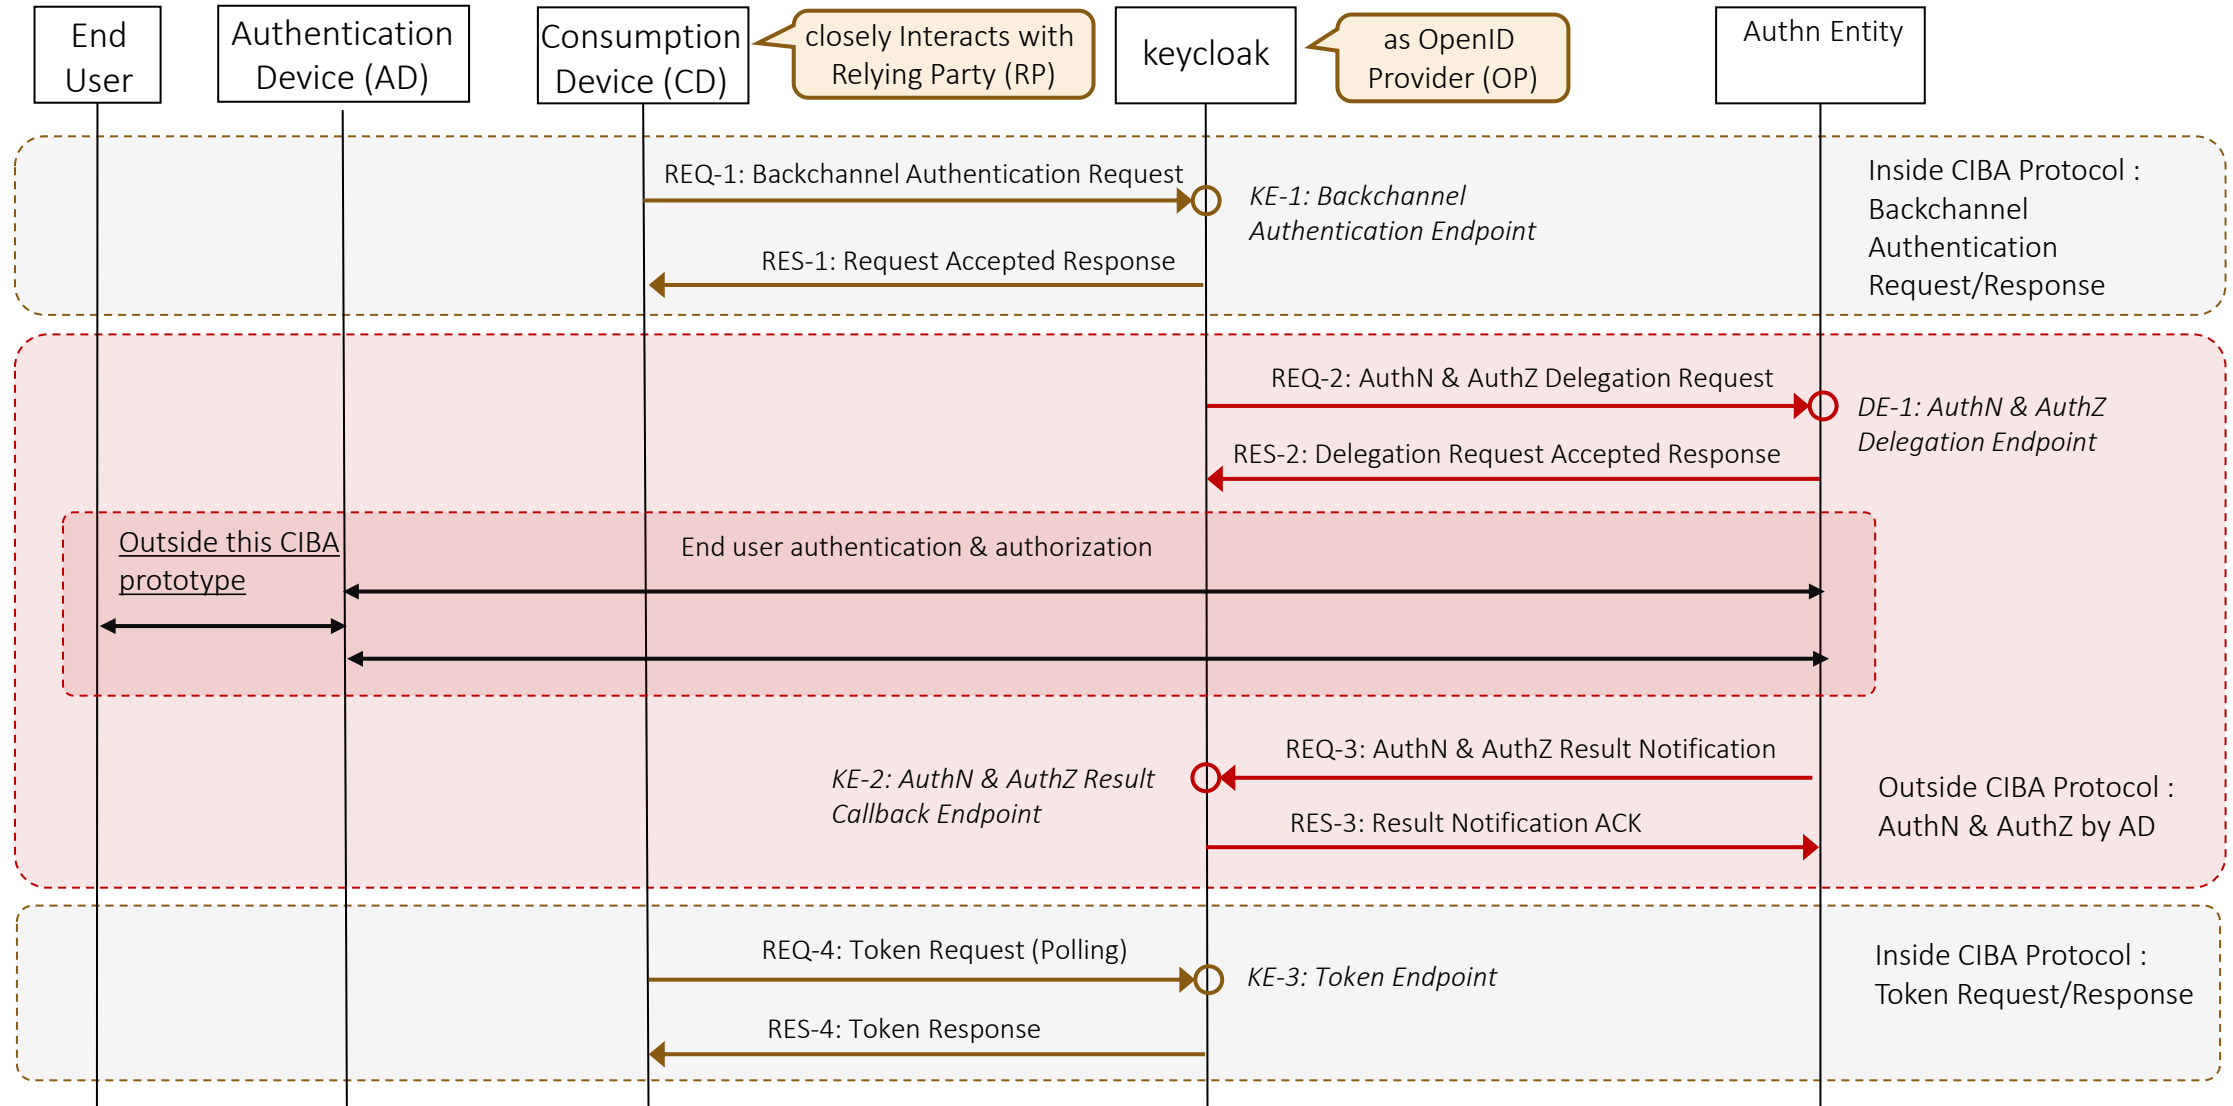 End
User
Authentication
Device (AD)
Consumption
Device (CD)
closely Interacts with
Relying Party (RP)
keycloak
as OpenID
Provider (OP)
Authn Entity
REQ-1: Backchannel Authentication Request
KE-1: Backchannel
Authentication Endpoint
RES-1: Request Accepted Response
Inside CIBA Protocol :
Backchannel
Authentication
Request/Response
REQ-2: AuthN & AuthZ Delegation Request
DE-1: AuthN & AuthZ
Delegation Endpoint
RES-2: Delegation Request Accepted Response
Outside this CIBA
prototype
End user authentication & authorization
REQ-3: AuthN & AuthZ Result Notification
KE-2: AuthN & AuthZ Result
Callback Endpoint
RES-3: Result Notification ACK
Outside CIBA Protocol :
AuthN & AuthZ by AD
REQ-4: Token Request (Polling)
KE-3: Token Endpoint
RES-4: Token Response
Inside CIBA Protocol :
Token Request/Response